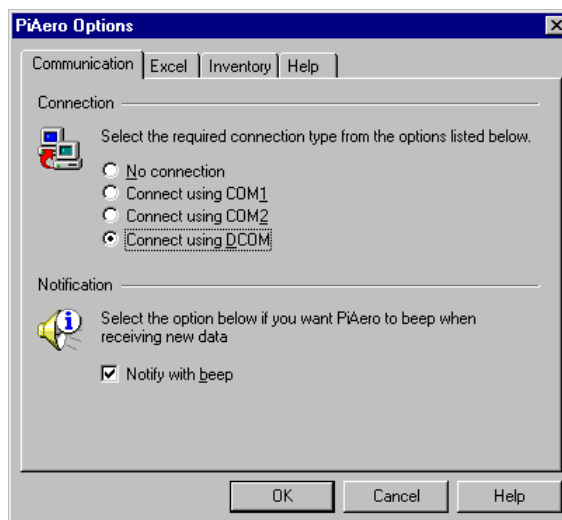 PiAero Options
Communication Excel Inventory Help
Connection
Select the required connection type from the options listed below.
No connection
Connect using COM1
Connect using COM2
Connect using DCOM
Notification
Select the option below if you want PiAero to beep when
receiving new data
Notify with beep
OK Cancel Help